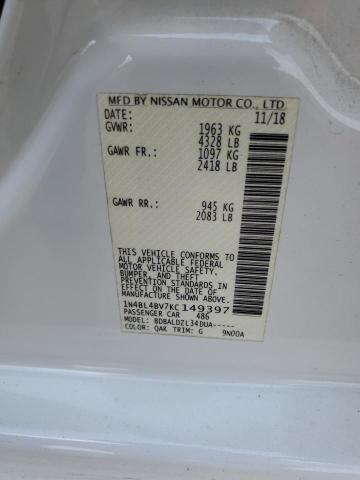 MFD BY NISSAN MOTOR CO., LTD.
DATE: 11/18
GVWR: 1963 KG
4328 LB
GAWR FR: 1097 KG
2418 LB
GAWR RR: 945 KG
2083 LB
THIS VEHICLE CONFORMS TO ALL
APPLICABLE U.S. FEDERAL
MOTOR VEHICLE SAFETY,
BUMPER, AND THEFT
PREVENTION STANDARDS IN
EFFECT ON THE DATE OF
MANUFACTURE SHOWN ABOVE.
1N4BL4BV7KC149397
PASSENGER CAR 486
MODEL: BDBALDZL34DUA-----
COLOR: QAK TRIM: G 9N00A